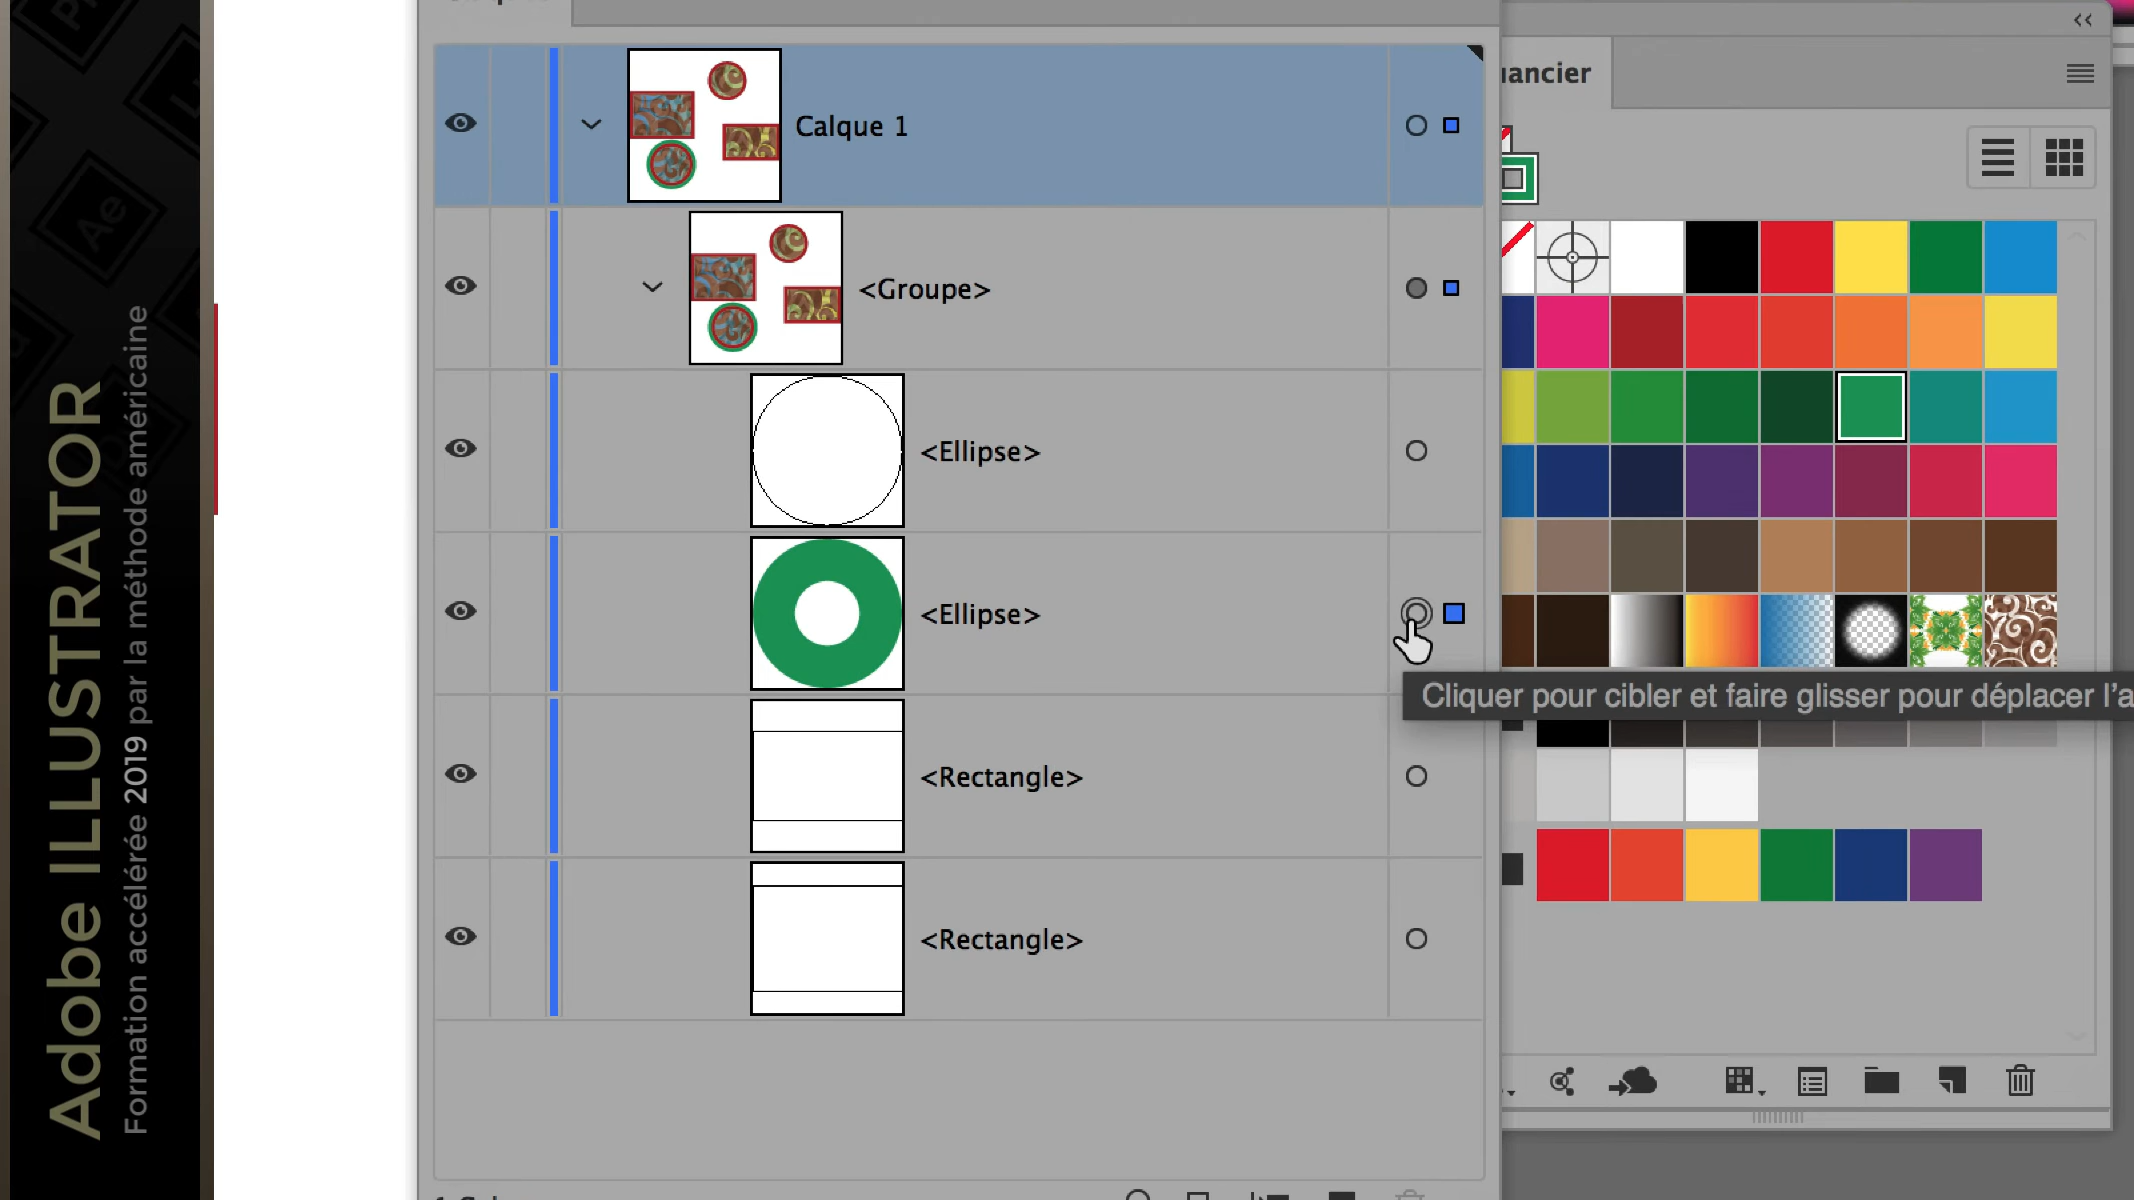 Adobe ILLUSTRATOR
Formation accélérée 2019 par la méthode américaine
Calque 1
<Groupe>
<Ellipse>
<Ellipse>
<Rectangle>
<Rectangle>
ancier
Cliquer pour cibler et faire glisser pour déplacer l'a
Ae